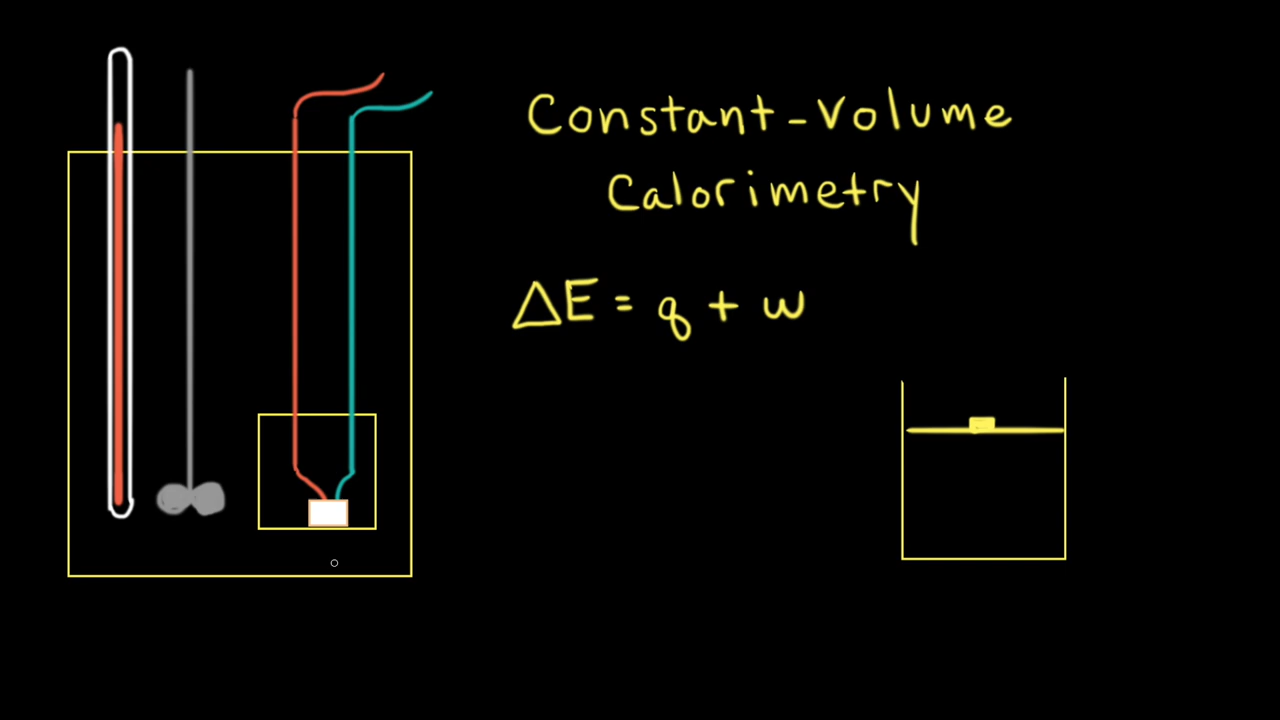 Constant-Volume
Calorimetry
ΔE = q + w